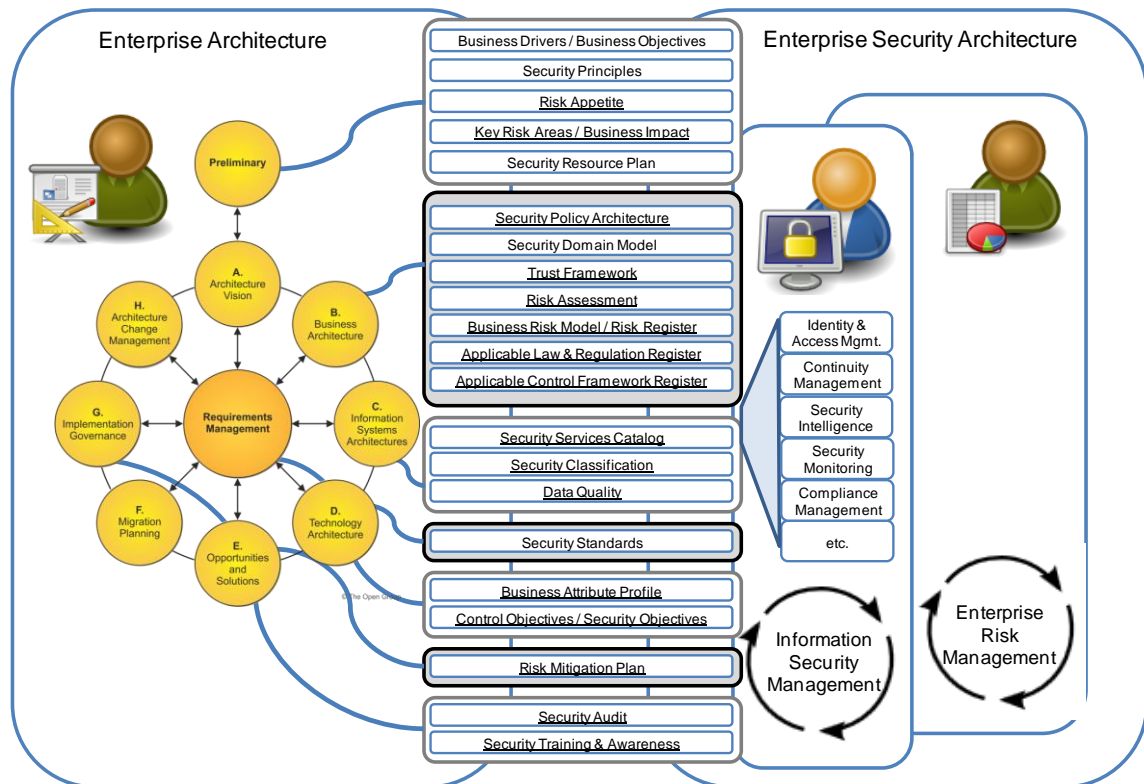 Enterprise Architecture
Enterprise Security Architecture
Business Drivers / Business Objectives
Security Principles
Risk Appetite
Key Risk Areas / Business Impact
Security Resource Plan
Preliminary
A.
Architecture
Vision
B.
Business
Architecture
C.
Information
Systems
Architectures
D.
Technology
Architecture
E.
Opportunities
and
Solutions
F.
Migration
Planning
G.
Implementation
Governance
H.
Architecture
Change
Management
Requirements
Management
© The Open Group
Security Policy Architecture
Security Domain Model
Trust Framework
Risk Assessment
Business Risk Model / Risk Register
Applicable Law & Regulation Register
Applicable Control Framework Register
Security Services Catalog
Security Classification
Data Quality
Security Standards
Business Attribute Profile
Control Objectives / Security Objectives
Risk Mitigation Plan
Security Audit
Security Training & Awareness
Identity &
Access Mgmt.
Continuity
Management
Security
Intelligence
Security
Monitoring
Compliance
Management
etc.
Information
Security
Management
Enterprise
Risk
Management